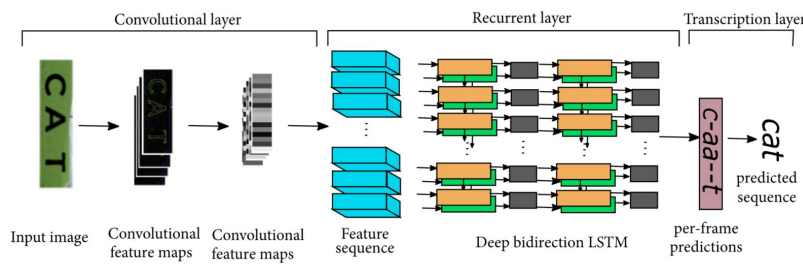 Convolutional layer
Recurrent layer
Transcription layer
C A T
CAT
...
...
...
...
c-aa--t
cat
predicted
sequence
Input image
Convolutional
feature maps
Convolutional
feature maps
Feature
sequence
Deep bidirection LSTM
per-frame
predictions